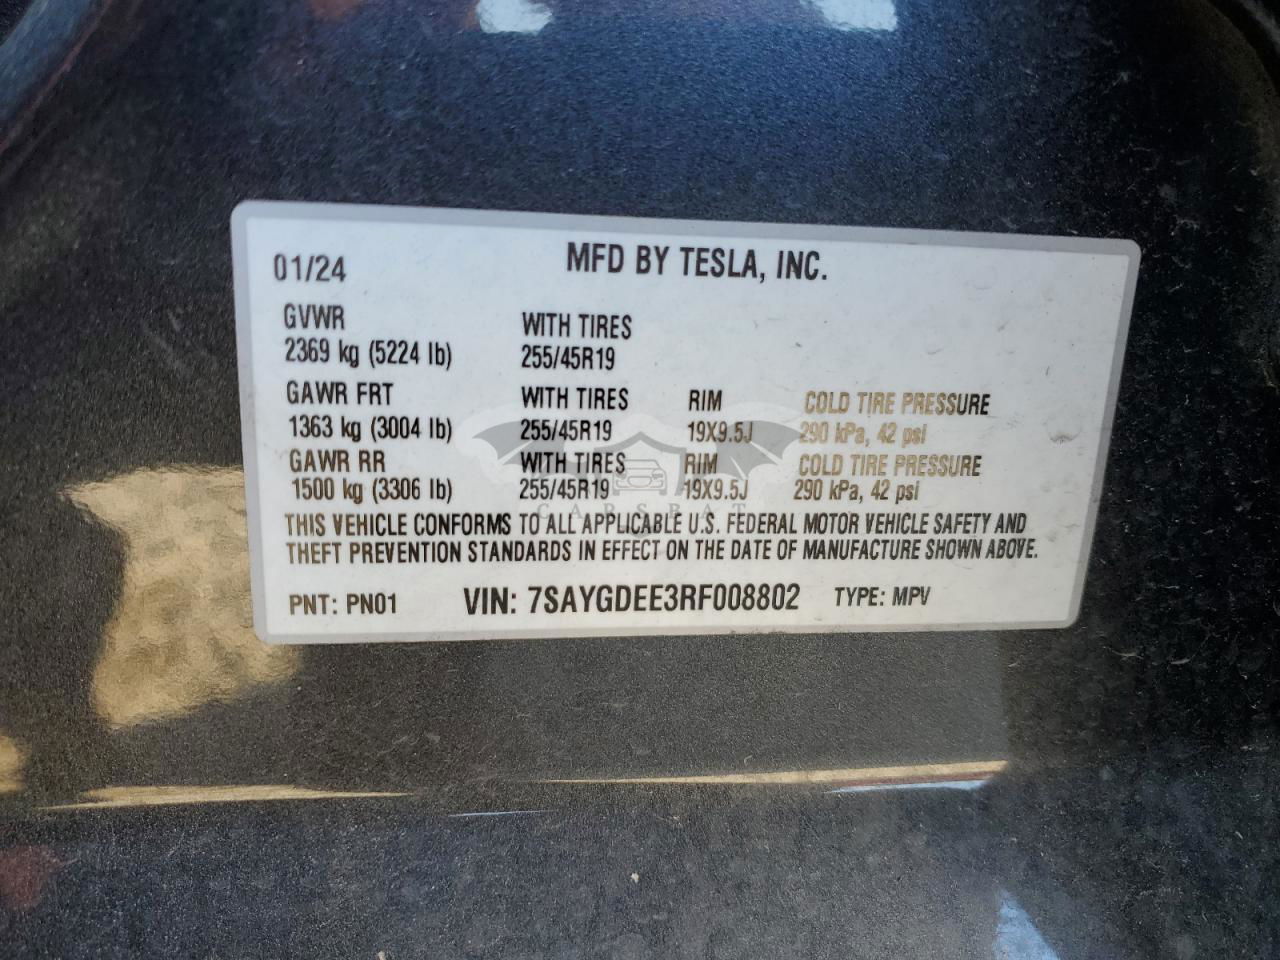 01/24 MFD BY TESLA, INC.
GVWR WITH TIRES
2369 kg (5224 lb) 255/45R19
GAWR FRT WITH TIRES RIM COLD TIRE PRESSURE
1363 kg (3004 lb) 255/45R19 19X9.5J 290 kPa, 42 psi
GAWR RR WITH TIRES RIM COLD TIRE PRESSURE
1500 kg (3306 lb) 255/45R19 19X9.5J 290 kPa, 42 psi
CARSBAT
THIS VEHICLE CONFORMS TO ALL APPLICABLE U.S. FEDERAL MOTOR VEHICLE SAFETY AND
THEFT PREVENTION STANDARDS IN EFFECT ON THE DATE OF MANUFACTURE SHOWN ABOVE.
PNT: PN01 VIN: 7SAYGDEE3RF008802 TYPE: MPV